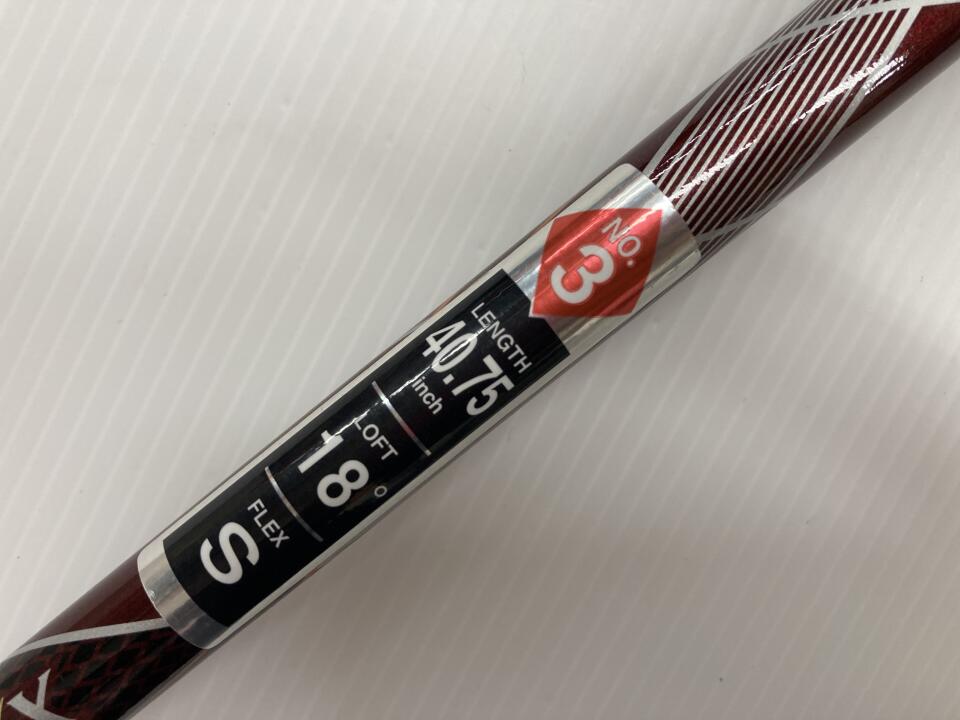 NO.
3
LENGTH
40.75
inch
LOFT
18°
FLEX
S